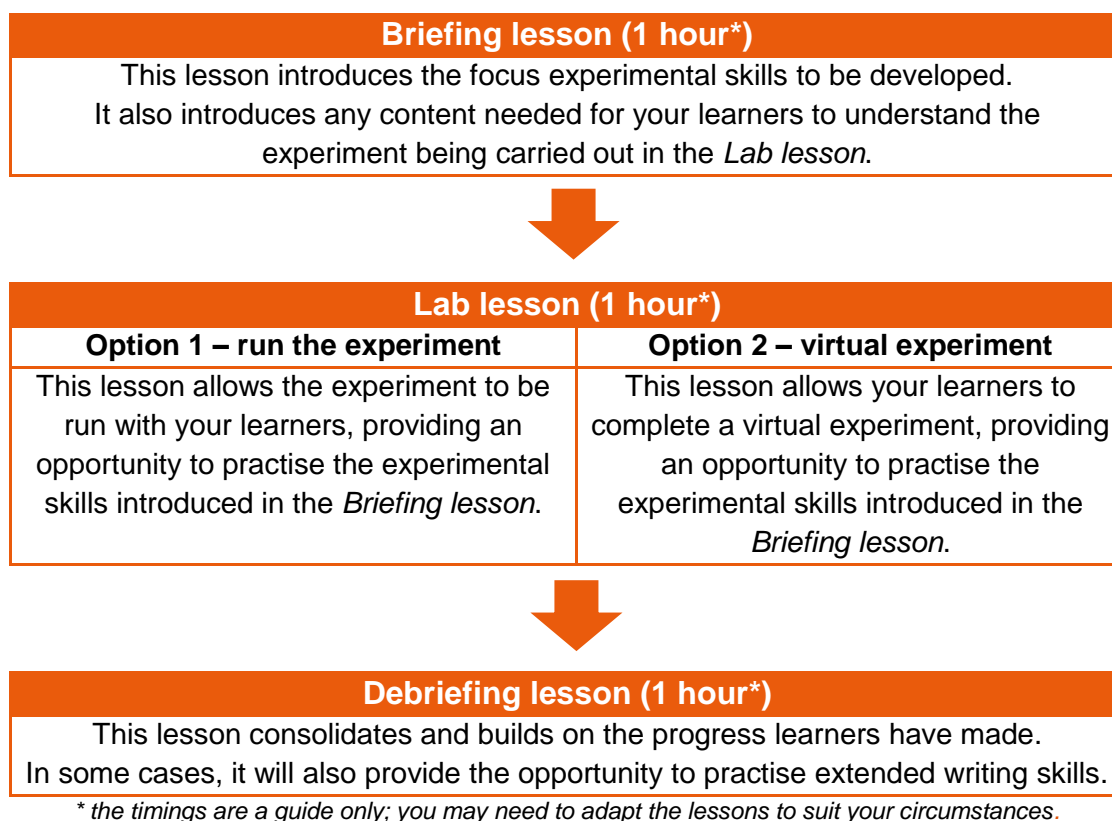 Briefing lesson (1 hour*)
This lesson introduces the focus experimental skills to be developed.
It also introduces any content needed for your learners to understand the
experiment being carried out in the Lab lesson.
Lab lesson (1 hour*)
Option 1 – run the experiment
This lesson allows the experiment to be
run with your learners, providing an
opportunity to practise the experimental
skills introduced in the Briefing lesson.
Option 2 – virtual experiment
This lesson allows your learners to
complete a virtual experiment, providing
an opportunity to practise the
experimental skills introduced in the
Briefing lesson.
Debriefing lesson (1 hour*)
This lesson consolidates and builds on the progress learners have made.
In some cases, it will also provide the opportunity to practise extended writing skills.
* the timings are a guide only; you may need to adapt the lessons to suit your circumstances.